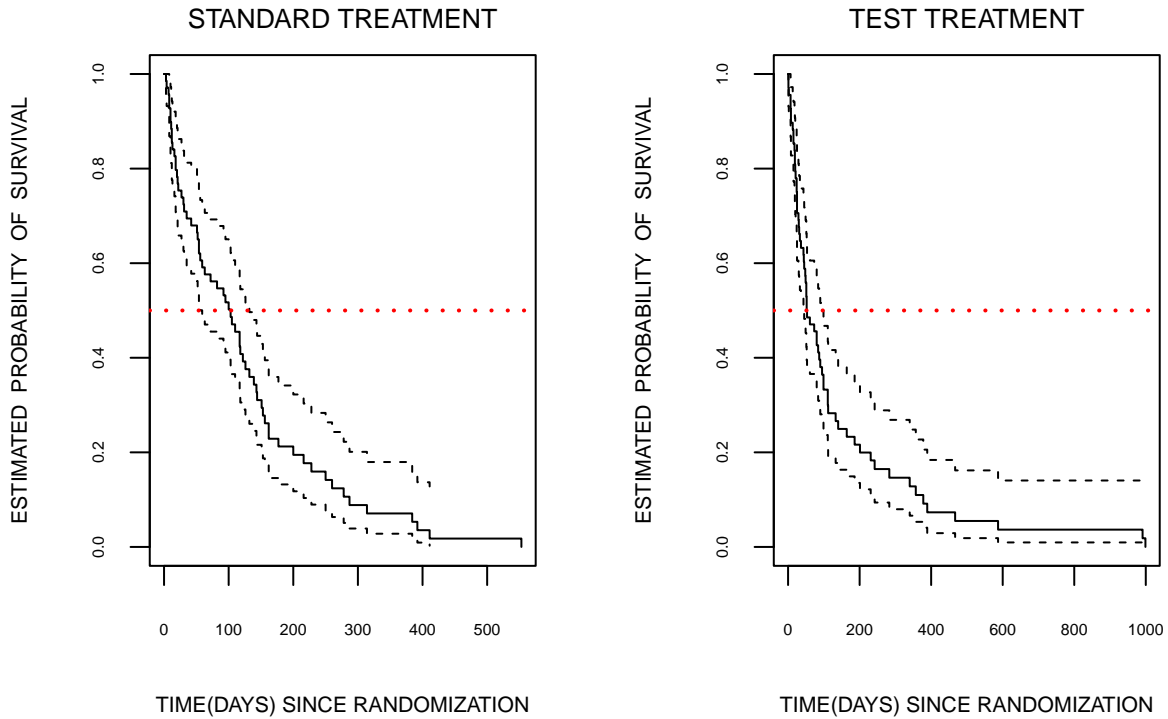 STANDARD TREATMENT
ESTIMATED PROBABILITY OF SURVIVAL
1.0
0.8
0.6
0.4
0.2
0.0
0 100 200 300 400 500
TIME(DAYS) SINCE RANDOMIZATION
TEST TREATMENT
ESTIMATED PROBABILITY OF SURVIVAL
1.0
0.8
0.6
0.4
0.2
0.0
0 200 400 600 800 1000
TIME(DAYS) SINCE RANDOMIZATION